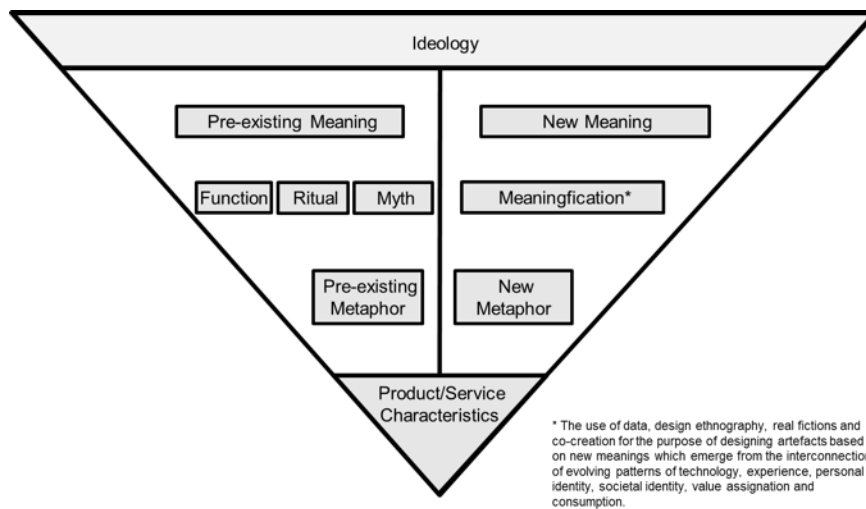 Ideology
Pre-existing Meaning
New Meaning
Function
Ritual
Myth
Meaningfication*
Pre-existing
Metaphor
New
Metaphor
Product/Service
Characteristics
* The use of data, design ethnography, real fictions and
co-creation for the purpose of designing artefacts based
on new meanings which emerge from the interconnection
of evolving patterns of technology, experience, personal
identity, societal identity, value assignation and
consumption.